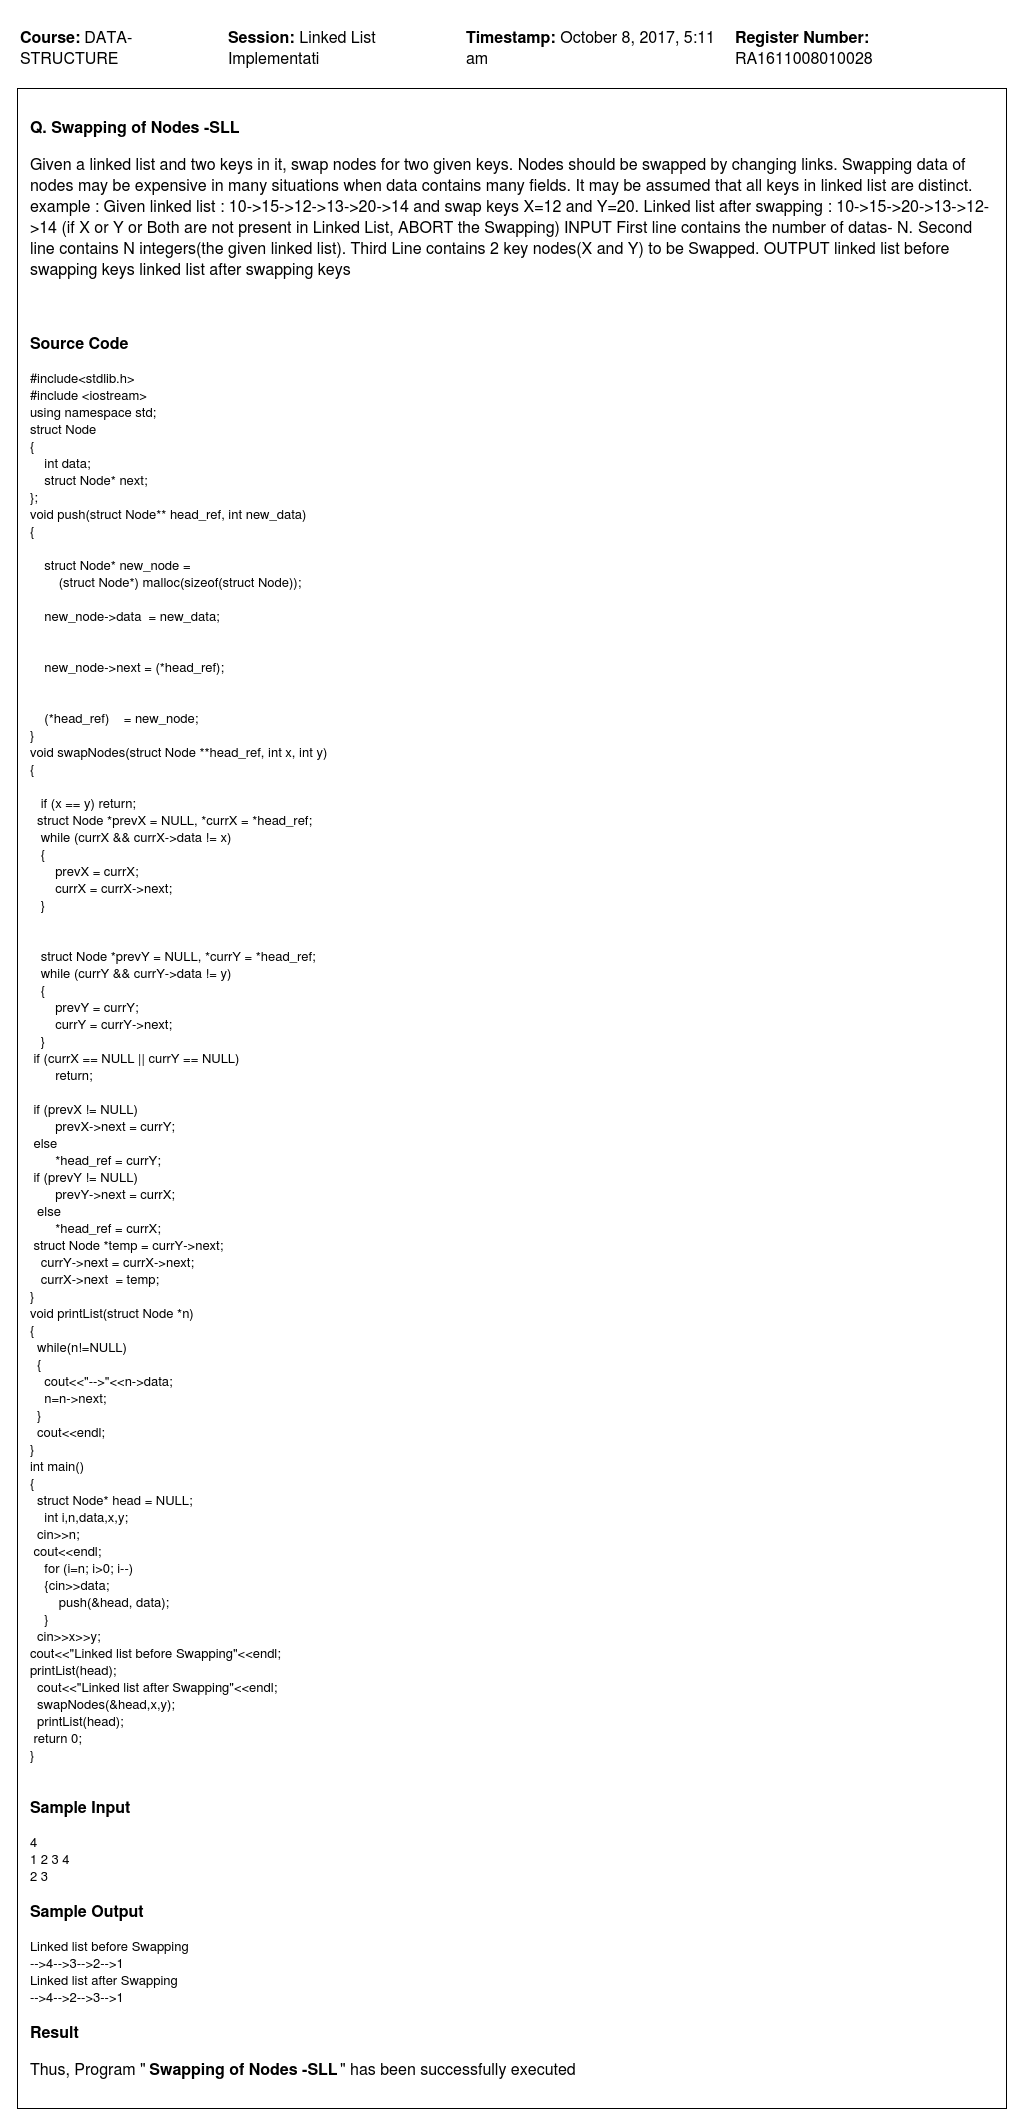 Course: DATA-
STRUCTURE
Session: Linked List
Implementati
Timestamp: October 8, 2017, 5:11
am
Register Number:
RA1611008010028
Q. Swapping of Nodes -SLL
Given a linked list and two keys in it, swap nodes for two given keys. Nodes should be swapped by changing links. Swapping data of
nodes may be expensive in many situations when data contains many fields. It may be assumed that all keys in linked list are distinct.
example : Given linked list : 10->15->12->13->20->14 and swap keys X=12 and Y=20. Linked list after swapping : 10->15->20->13->12-
>14 (if X or Y or Both are not present in Linked List, ABORT the Swapping) INPUT First line contains the number of datas- N. Second
line contains N integers(the given linked list). Third Line contains 2 key nodes(X and Y) to be Swapped. OUTPUT linked list before
swapping keys linked list after swapping keys
Source Code
#include<stdlib.h>
#include <iostream>
using namespace std;
struct Node
{
    int data;
    struct Node* next;
};
void push(struct Node** head_ref, int new_data)
{
    struct Node* new_node =
        (struct Node*) malloc(sizeof(struct Node));
    new_node->data  = new_data;
    new_node->next = (*head_ref);
    (*head_ref)    = new_node;
}
void swapNodes(struct Node **head_ref, int x, int y)
{
   if (x == y) return;
  struct Node *prevX = NULL, *currX = *head_ref;
   while (currX && currX->data != x)
   {
       prevX = currX;
       currX = currX->next;
   }
   struct Node *prevY = NULL, *currY = *head_ref;
   while (currY && currY->data != y)
   {
       prevY = currY;
       currY = currY->next;
   }
 if (currX == NULL || currY == NULL)
       return;
 if (prevX != NULL)
       prevX->next = currY;
 else
       *head_ref = currY;
 if (prevY != NULL)
       prevY->next = currX;
  else
       *head_ref = currX;
 struct Node *temp = currY->next;
   currY->next = currX->next;
   currX->next  = temp;
}
void printList(struct Node *n)
{
  while(n!=NULL)
  {
    cout<<"-->"<<n->data;
    n=n->next;
  }
  cout<<endl;
}
int main()
{
  struct Node* head = NULL;
    int i,n,data,x,y;
  cin>>n;
 cout<<endl;
    for (i=n; i>0; i--)
    {cin>>data;
        push(&head, data);
    }
  cin>>x>>y;
cout<<"Linked list before Swapping"<<endl;
printList(head);
  cout<<"Linked list after Swapping"<<endl;
  swapNodes(&head,x,y);
  printList(head);
 return 0;
}
Sample Input
4
1 2 3 4
2 3
Sample Output
Linked list before Swapping
-->4-->3-->2-->1
Linked list after Swapping
-->4-->2-->3-->1
Result
Thus, Program " Swapping of Nodes -SLL " has been successfully executed